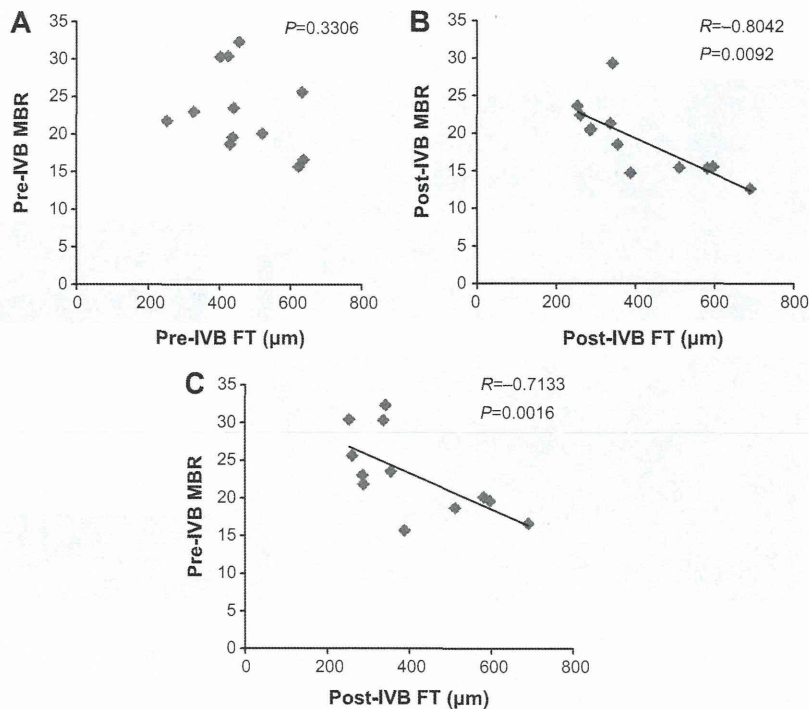 A
P=0.3306
35
30
25
20
15
10
5
0
Pre-IVB MBR
0 200 400 600 800
Pre-IVB FT (µm)
B
R=–0.8042
P=0.0092
35
30
25
20
15
10
5
0
Post-IVB MBR
0 200 400 600 800
Post-IVB FT (µm)
C
R=–0.7133
P=0.0016
35
30
25
20
15
10
5
0
Pre-IVB MBR
0 200 400 600 800
Post-IVB FT (µm)